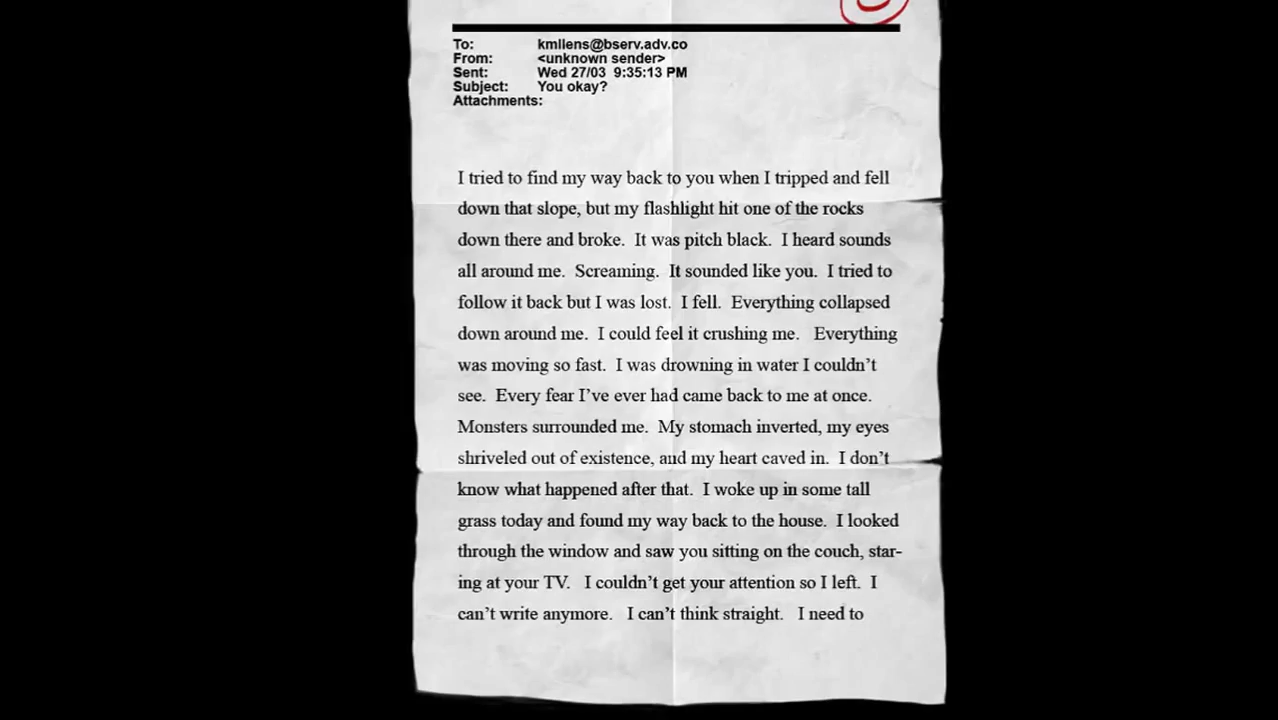 To: kmllens@bserv.adv.co
From: <unknown sender>
Sent: Wed 27/03 9:35:13 PM
Subject: You okay?
Attachments:
I tried to find my way back to you when I tripped and fell
down that slope, but my flashlight hit one of the rocks
down there and broke.  It was pitch black.  I heard sounds
all around me.  Screaming.  It sounded like you.  I tried to
follow it back but I was lost.  I fell.  Everything collapsed
down around me.  I could feel it crushing me.   Everything
was moving so fast.  I was drowning in water I couldn’t
see.  Every fear I’ve ever had came back to me at once.
Monsters surrounded me.  My stomach inverted, my eyes
shriveled out of existence, and my heart caved in.  I don’t
know what happened after that.  I woke up in some tall
grass today and found my way back to the house.  I looked
through the window and saw you sitting on the couch, star-
ing at your TV.   I couldn’t get your attention so I left.  I
can’t write anymore.   I can’t think straight.   I need to